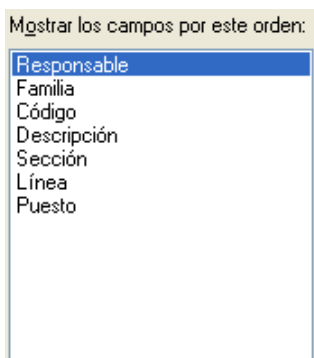 Mostrar los campos por este orden:
Responsable
Familia
Código
Descripción
Sección
Línea
Puesto